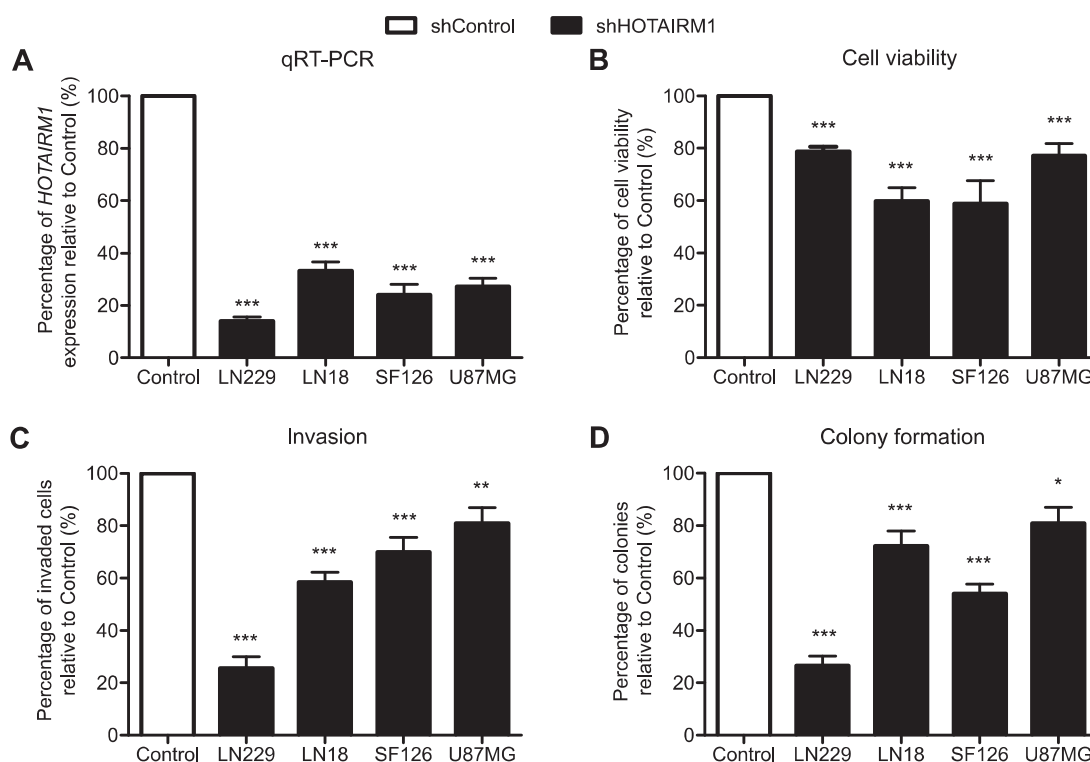 shControl shHOTAIRM1
A
qRT-PCR
Percentage of HOTAIRM1
expression relative to Control (%)
100
80
60
40
20
0
***
***
***
***
Control LN229 LN18 SF126 U87MG
B
Cell viability
Percentage of cell viability
relative to Control (%)
100
80
60
40
20
0
***
***
***
***
Control LN229 LN18 SF126 U87MG
C
Invasion
Percentage of invaded cells
relative to Control (%)
100
80
60
40
20
0
***
***
***
**
Control LN229 LN18 SF126 U87MG
D
Colony formation
Percentage of colonies
relative to Control (%)
100
80
60
40
20
0
***
***
***
*
Control LN229 LN18 SF126 U87MG